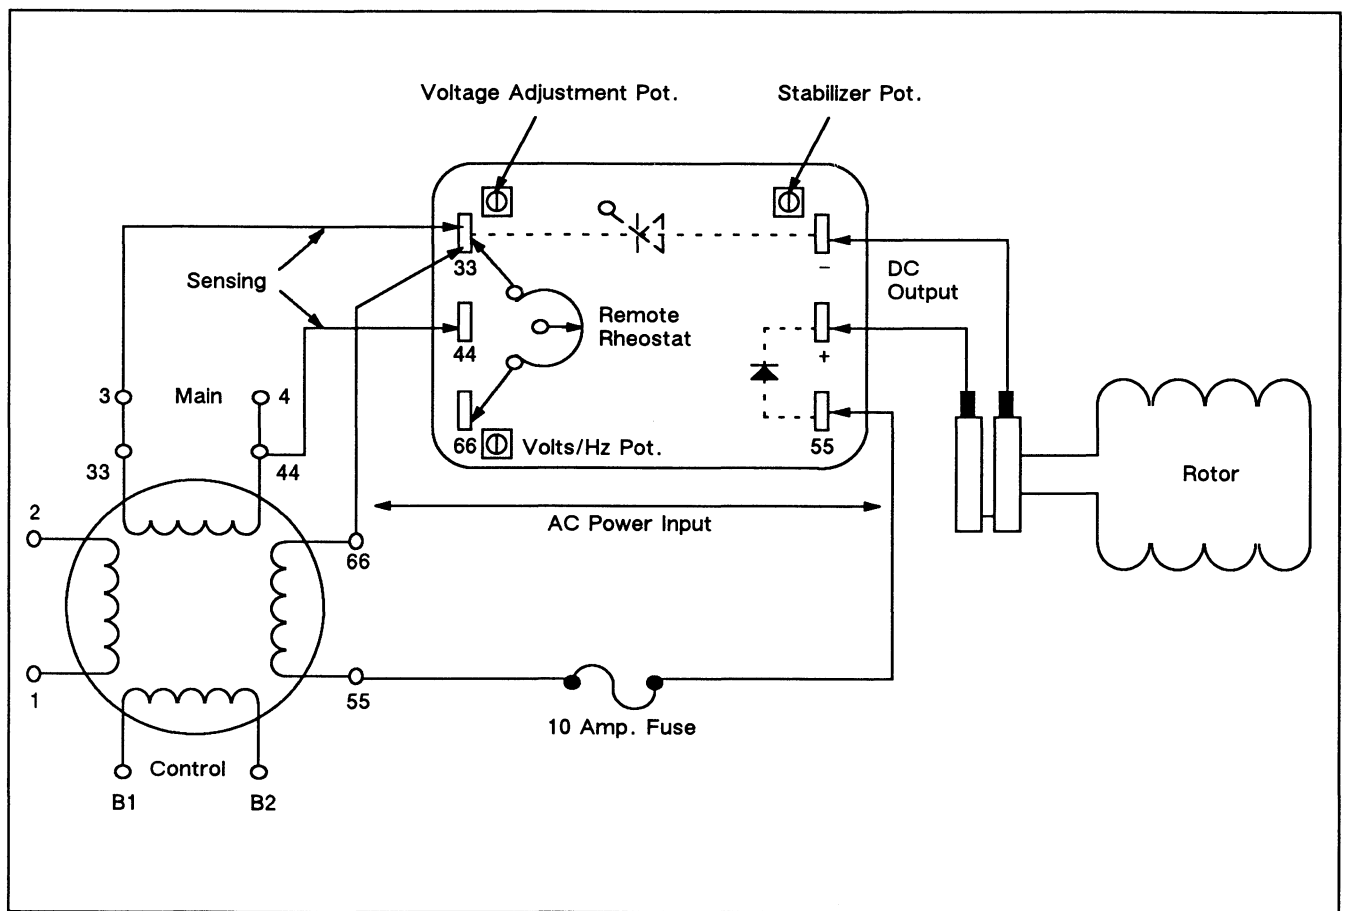 Voltage Adjustment Pot.
Stabilizer Pot.
Sensing
33
−
DC
Output
Remote
Rheostat
44
+
3
Main
4
66
Volts/Hz Pot.
55
33
44
Rotor
2
AC Power Input
66
1
55
10 Amp. Fuse
Control
B1
B2